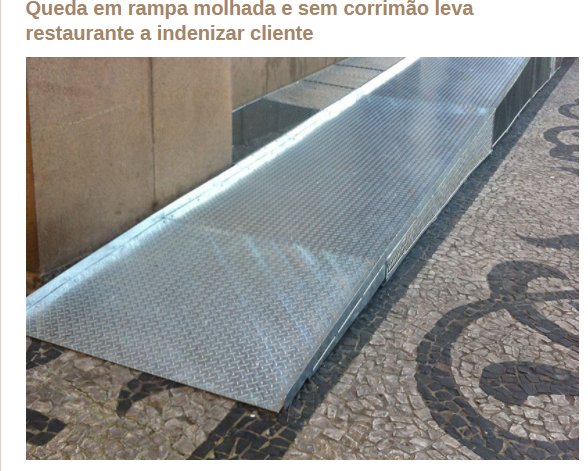 Queda em rampa molhada e sem corrimão leva
restaurante a indenizar cliente